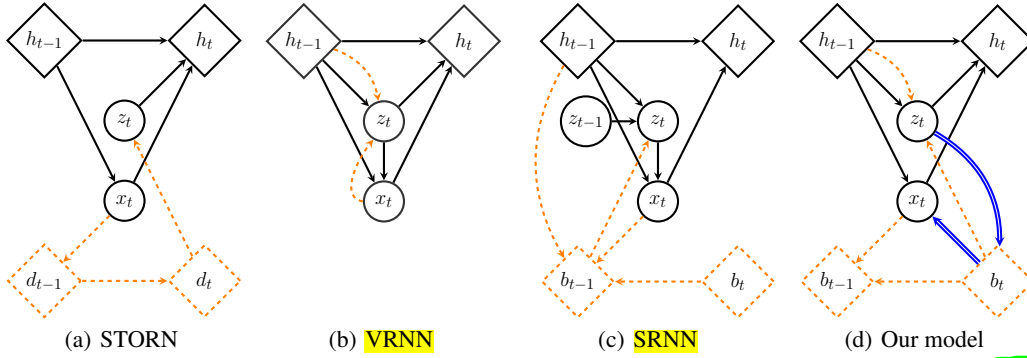 h_{t-1} h_t h_{t-1} h_t h_{t-1} h_t h_{t-1} h_t
z_t z_t z_{t-1} z_t z_t
x_t x_t x_t x_t
d_{t-1} d_t b_{t-1} b_t b_{t-1} b_t
(a) STORN (b) VRNN (c) SRNN (d) Our model